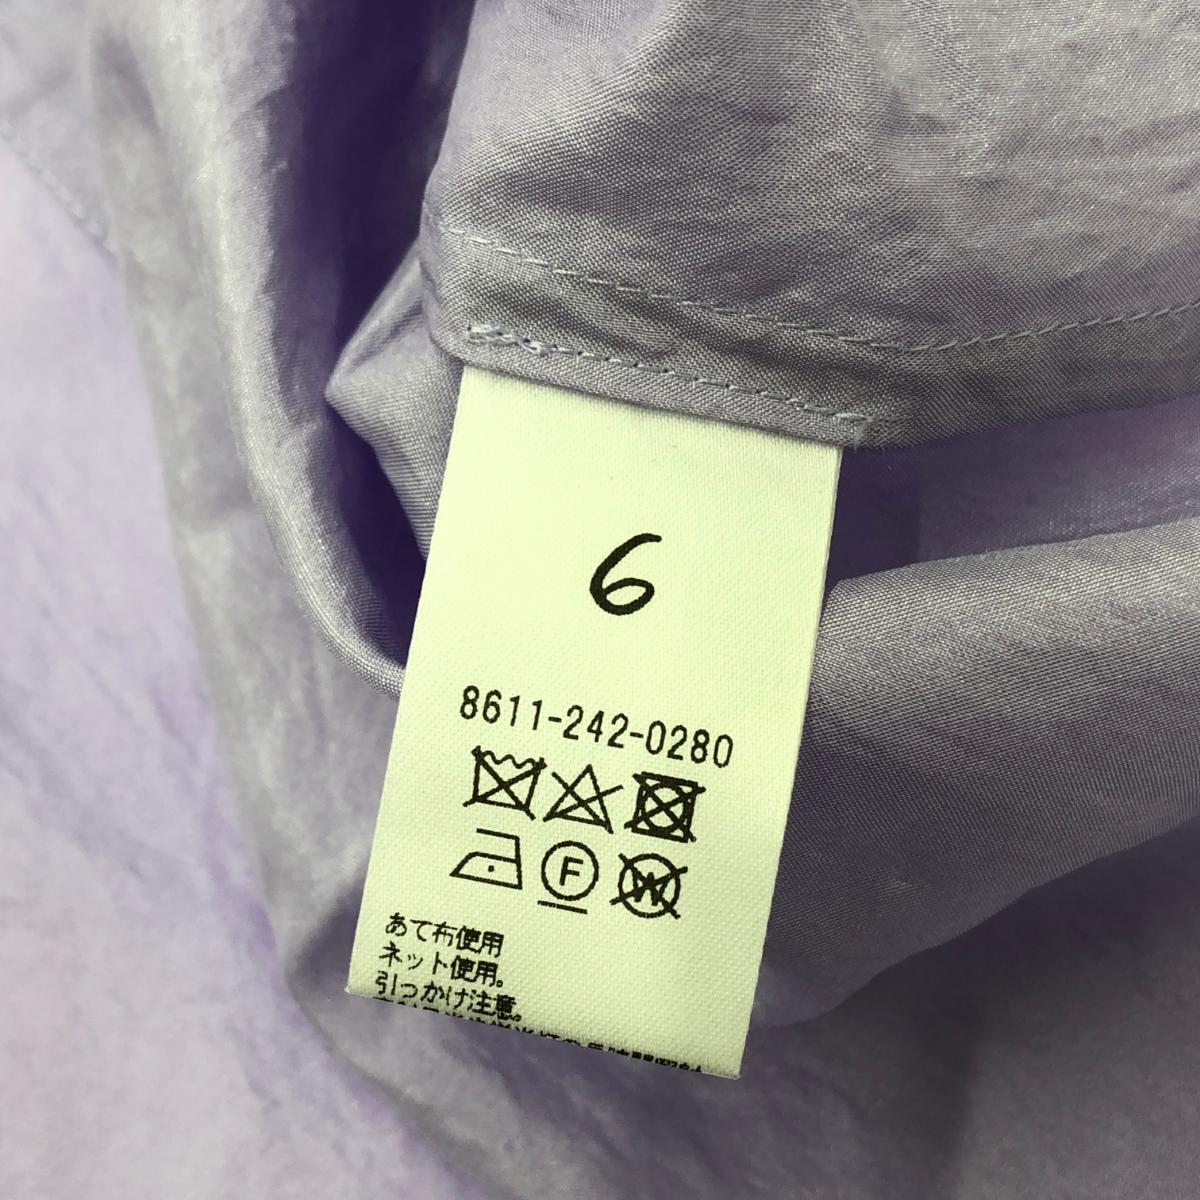 6
8611-242-0280
F W
あて布使用
ネット使用。
引っかけ注意。